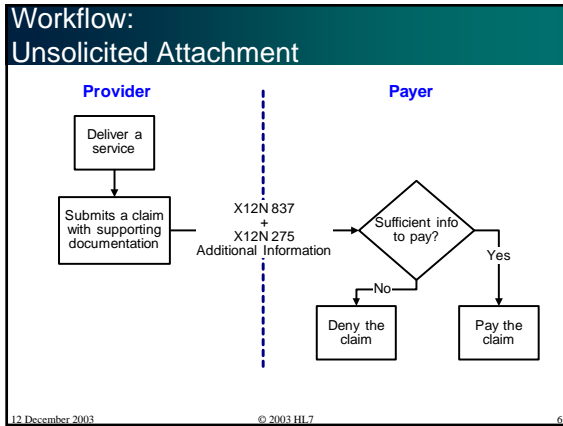 Workflow:
Unsolicited Attachment
Provider
Payer
Deliver a
service
Submits a claim
with supporting
documentation
X12N 837
+
X12N 275
Additional Information
Sufficient info
to pay?
Yes
No
Deny the
claim
Pay the
claim
12 December 2003
© 2003 HL7
6